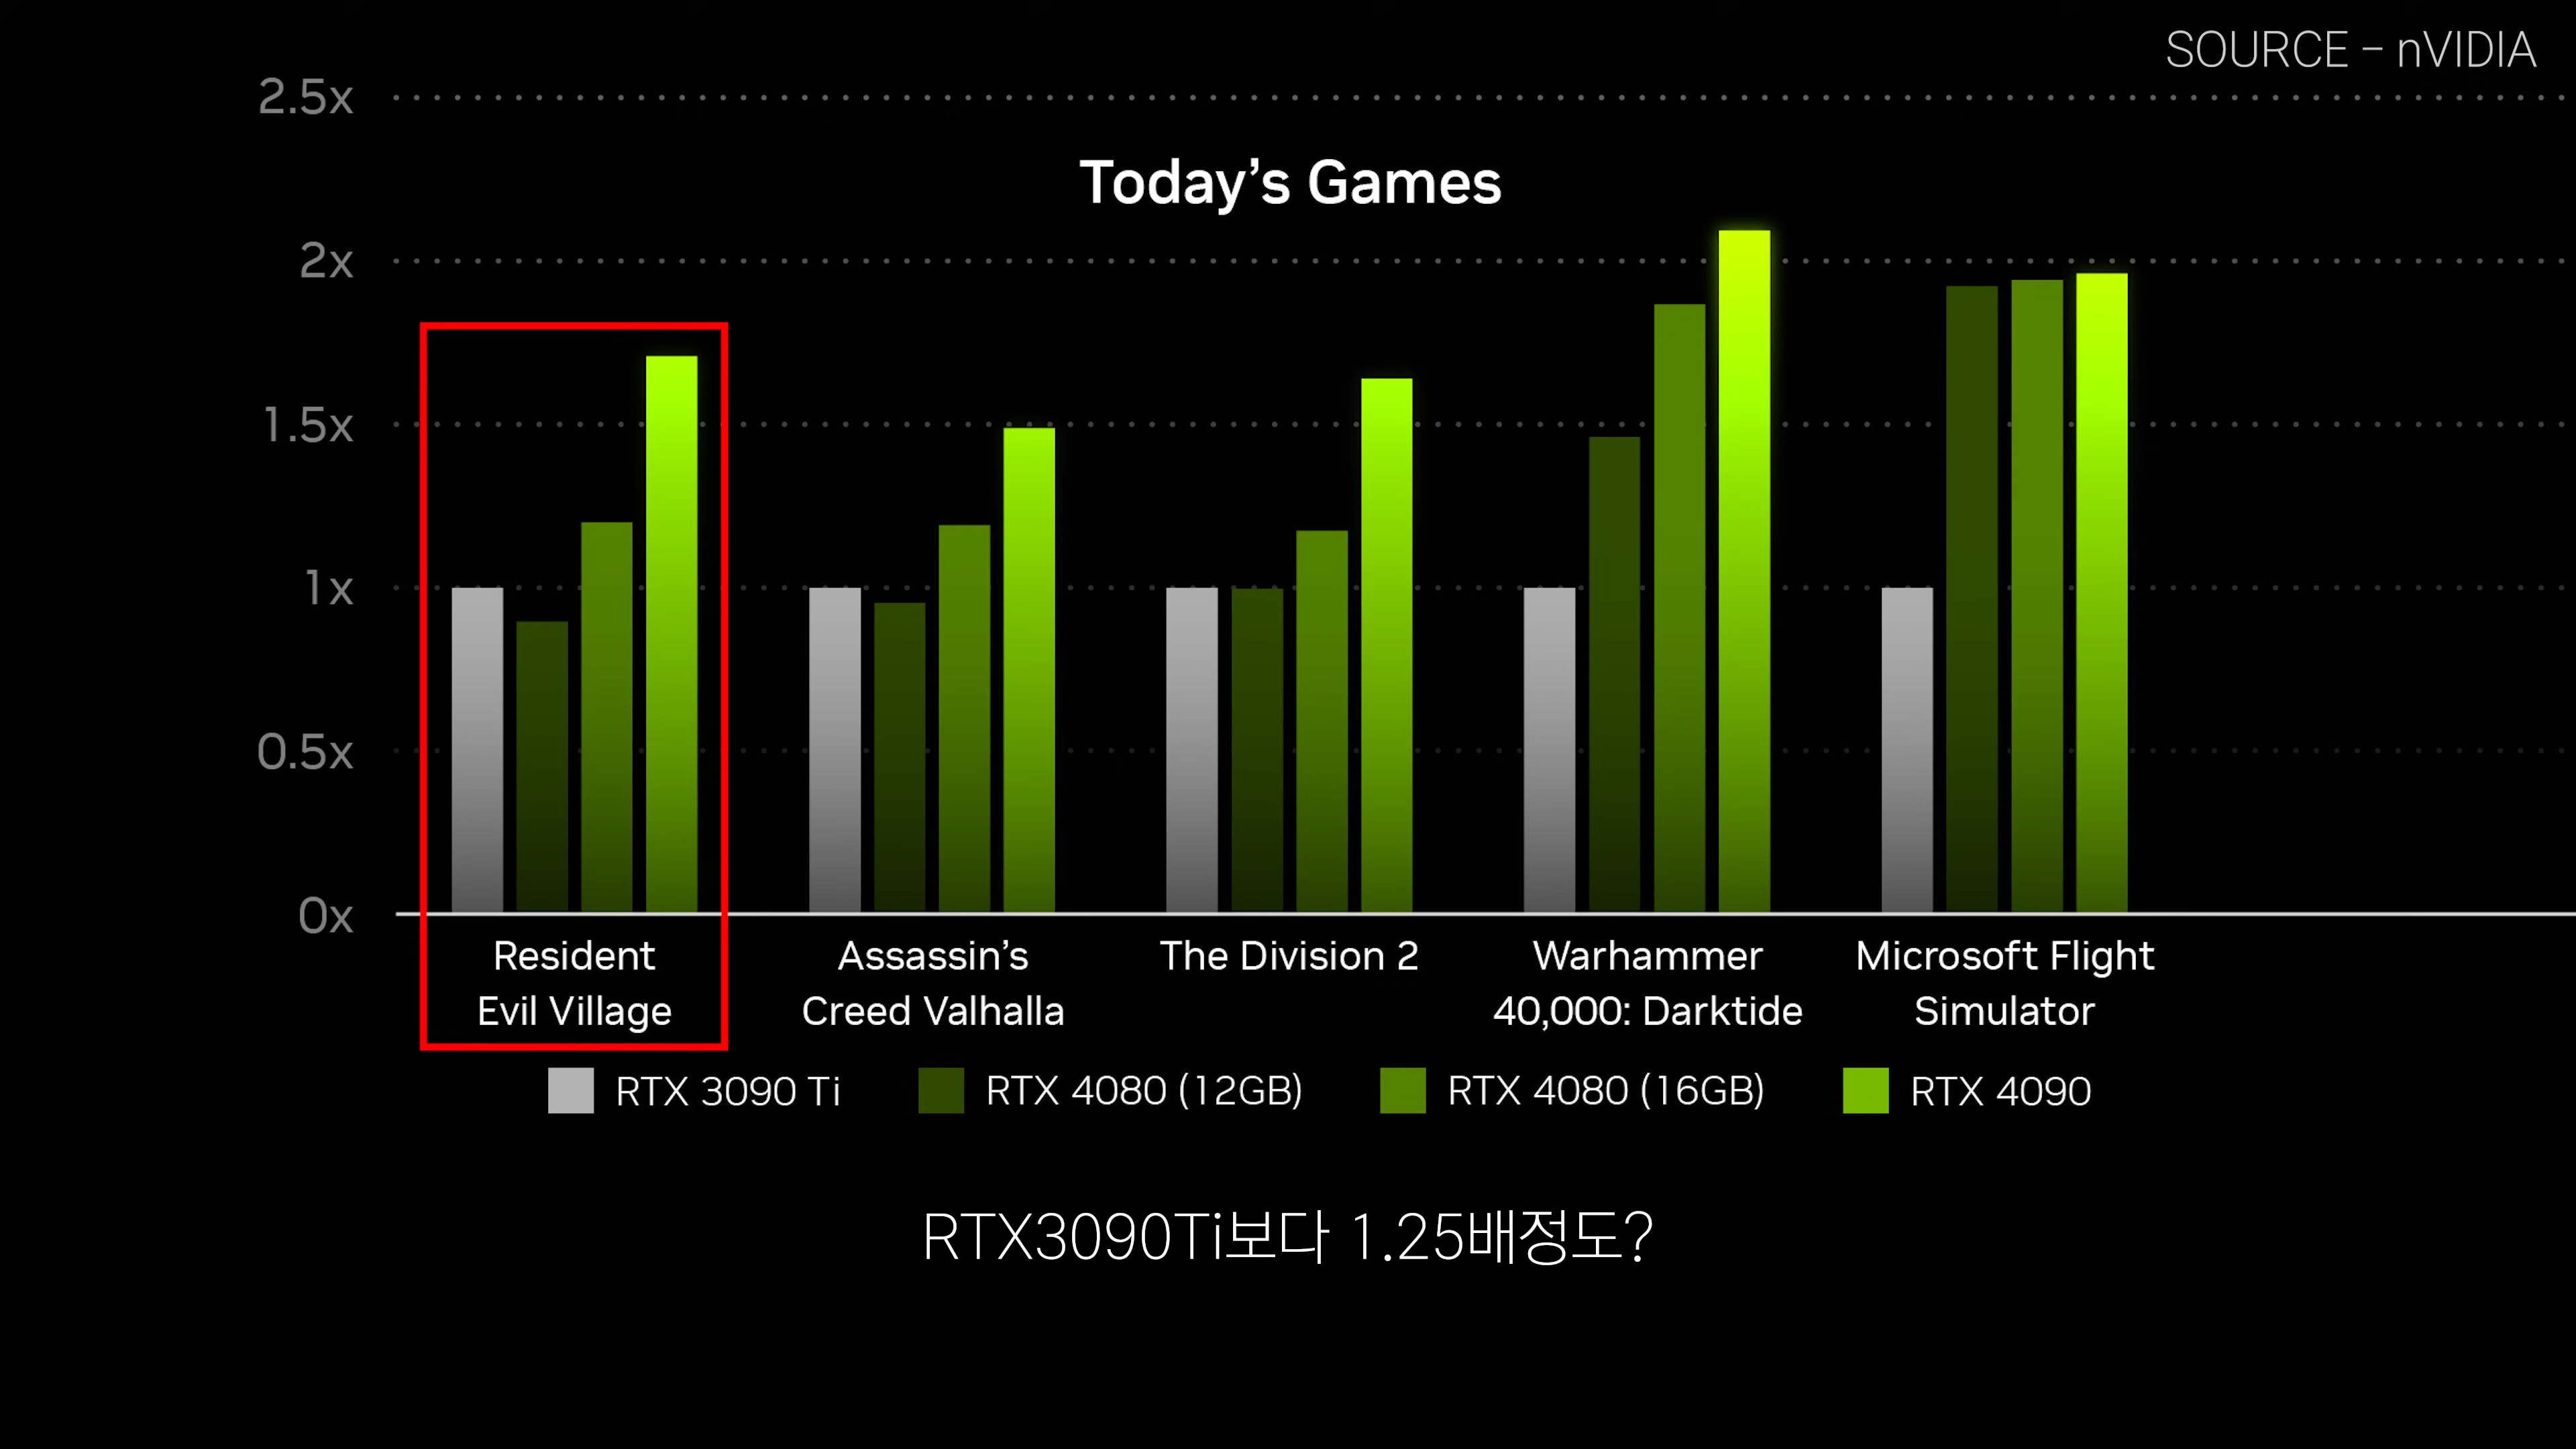 SOURCE – nVIDIA
2.5x
Today’s Games
2x
1.5x
1x
0.5x
0x
Resident
Evil Village
Assassin’s
Creed Valhalla
The Division 2
Warhammer
40,000: Darktide
Microsoft Flight
Simulator
RTX 3090 Ti
RTX 4080 (12GB)
RTX 4080 (16GB)
RTX 4090
RTX3090Ti보다 1.25배정도?